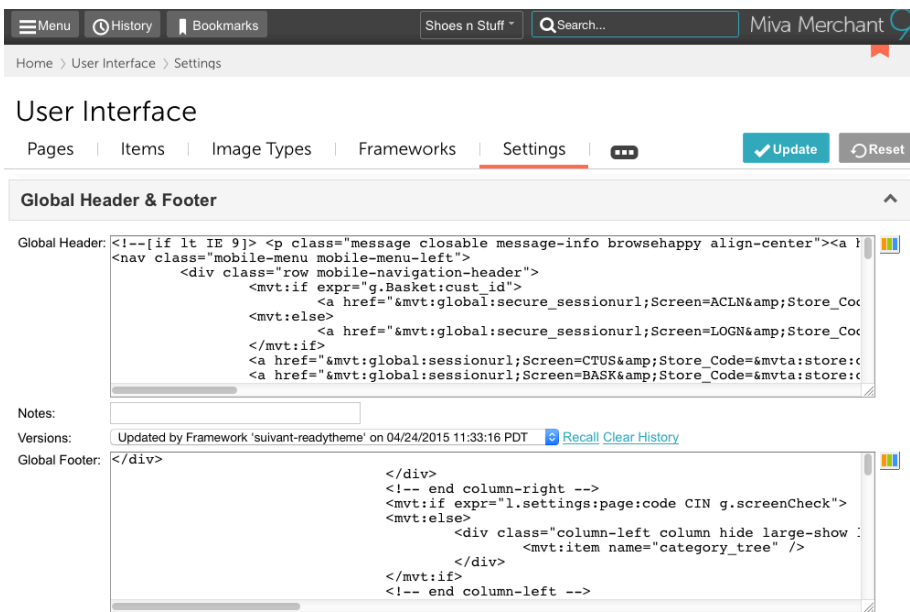 Menu History Bookmarks Shoes n Stuff Search... Miva Merchant 9
Home > User Interface > Settings
User Interface
Pages Items Image Types Frameworks Settings Update Reset
Global Header & Footer
Global Header: <!--[if lt IE 9]> <p class="message closable message-info browsehappy align-center"><a
<nav class="mobile-menu mobile-menu-left">
<div class="row mobile-navigation-header">
<mvt:if expr="g.Basket:cust_id">
<a href="&mvt:global:secure_sessionurl;Screen=ACLN&amp;Store_Coc
<mvt:else>
<a href="&mvt:global:secure_sessionurl;Screen=LOGN&amp;Store_Coc
</mvt:if>
<a href="&mvt:global:sessionurl;Screen=CTUS&amp;Store_Code=&mvta:store:c
<a href="&mvt:global:sessionurl;Screen=BASK&amp;Store_Code=&mvta:store:c
Notes:
Versions: Updated by Framework 'suivant-readytheme' on 04/24/2015 11:33:16 PDT Recall Clear History
Global Footer: </div>
</div>
<!-- end column-right -->
<mvt:if expr="l.settings:page:code CIN g.screenCheck">
<mvt:else>
<div class="column-left column hide large-show
<mvt:item name="category_tree" />
</div>
</mvt:if>
<!-- end column-left -->